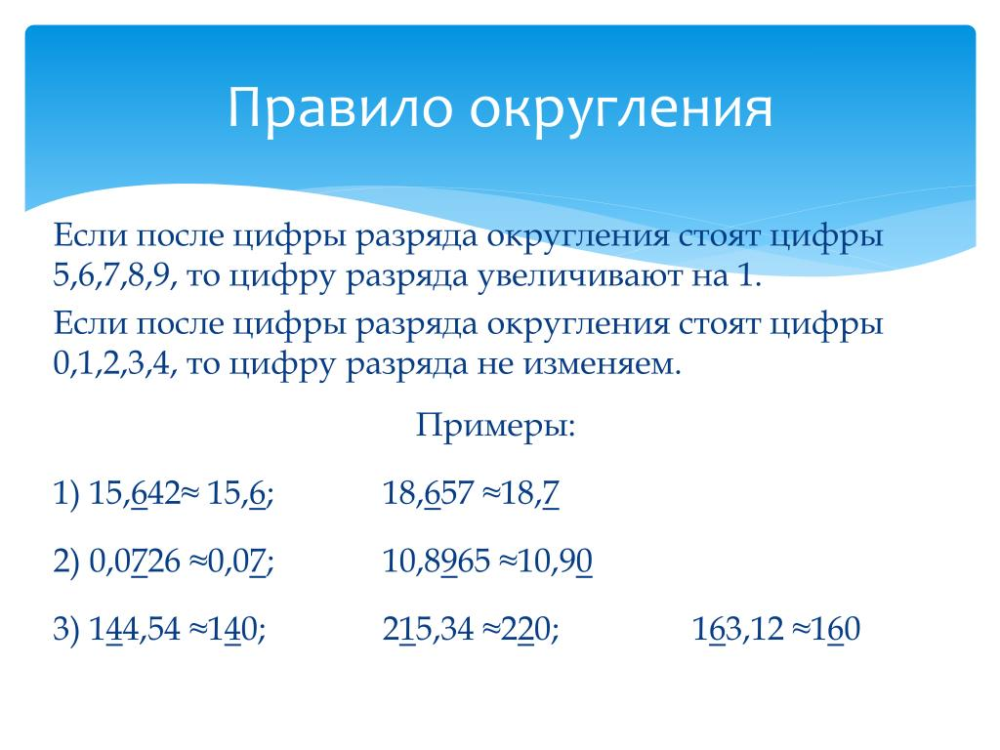 Правило округления
Если после цифры разряда округления стоят цифры
5,6,7,8,9, то цифру разряда увеличивают на 1.
Если после цифры разряда округления стоят цифры
0,1,2,3,4, то цифру разряда не изменяем.
Примеры:
1) 15,642≈ 15,6; 18,657 ≈18,7
2) 0,0726 ≈0,07; 10,8965 ≈10,90
3) 144,54 ≈140; 215,34 ≈220; 163,12 ≈160